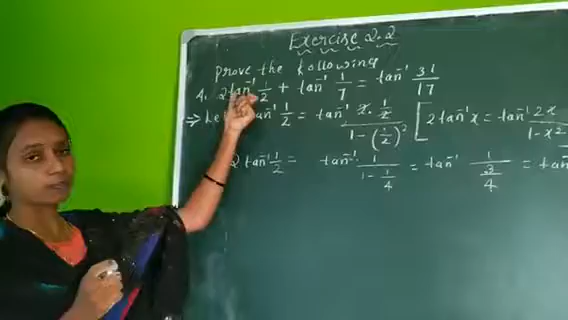 Exercise 2.2
prove the following
4. 2tan⁻¹ 1/2 + tan⁻¹ 1/7 = tan⁻¹ 31/17
⇒ tan⁻¹ 1/2 = tan⁻¹ 2·1/2 / 1-(1/2)² [2tan⁻¹x = tan⁻¹ 2x / 1-x²
2tan⁻¹ 1/2 = tan⁻¹ 1 / 1-1/4 = tan⁻¹ 1 / 3/4 =